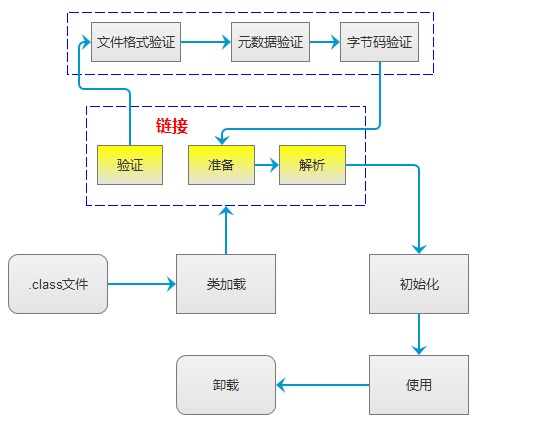 文件格式验证
元数据验证
字节码验证
链接
验证
准备
解析
.class文件
类加载
初始化
卸载
使用